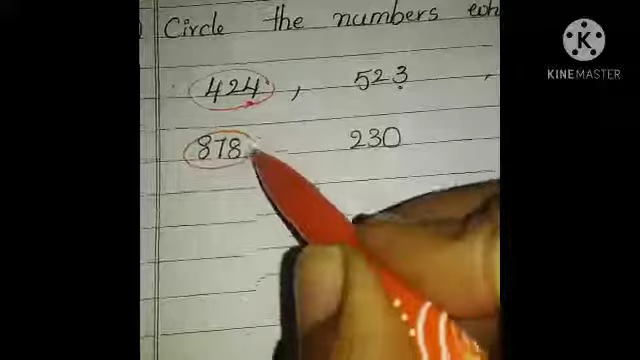 Circle the numbers
424, 523,
878 230
K
KINEMASTER